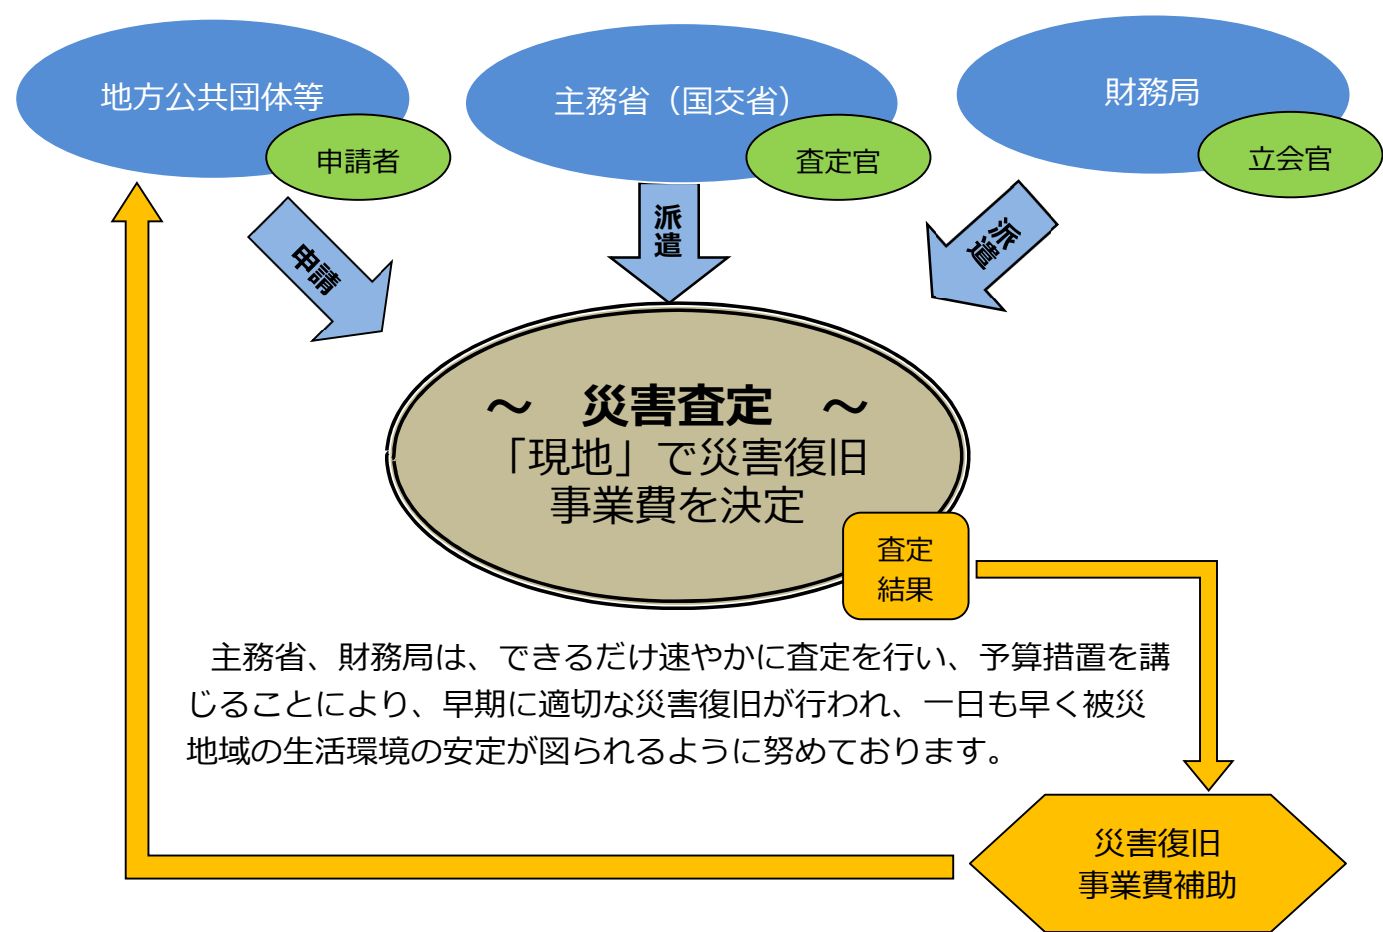 地方公共団体等
申請者
主務省（国交省）
査定官
財務局
立会官
申請
派遣
派遣
～　災害査定　～
「現地」で災害復旧
事業費を決定
査定
結果
主務省、財務局は、できるだけ速やかに査定を行い、予算措置を講
じることにより、早期に適切な災害復旧が行われ、一日も早く被災
地域の生活環境の安定が図られるように努めております。
災害復旧
事業費補助